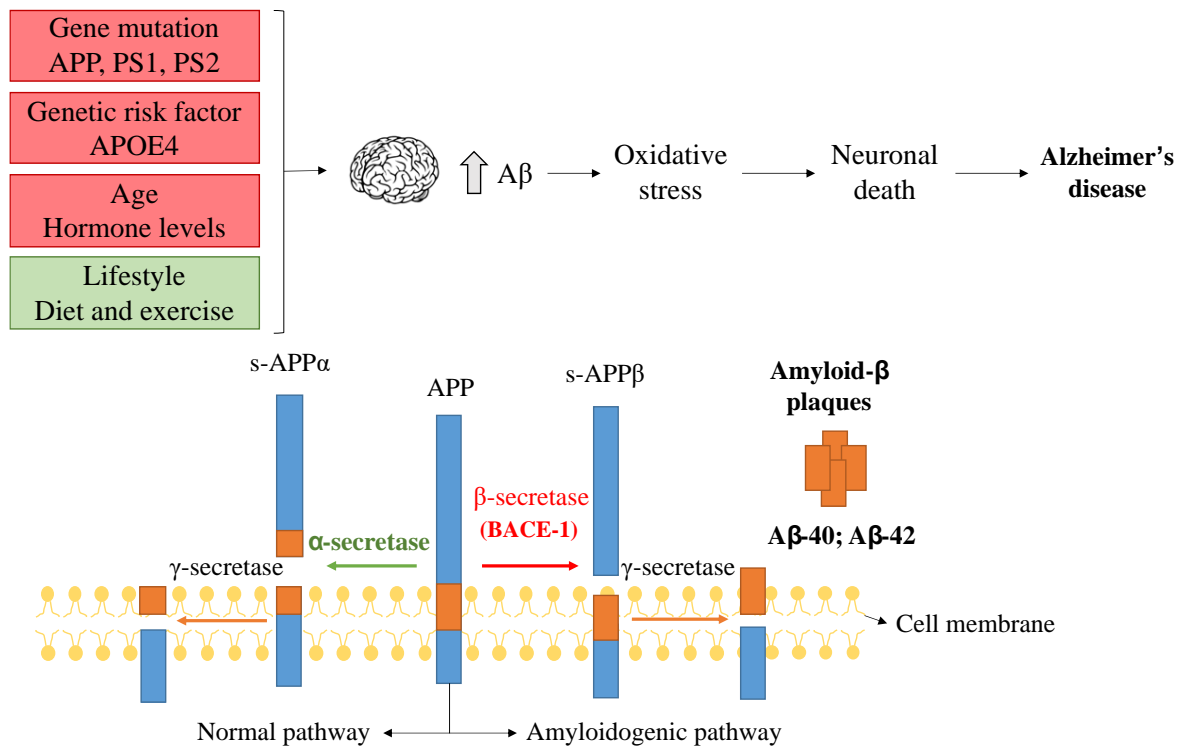 Gene mutation
APP, PS1, PS2
Genetic risk factor
APOE4
Age
Hormone levels
Lifestyle
Diet and exercise
Aβ
Oxidative
stress
Neuronal
death
Alzheimer's
disease
s-APPα
APP
s-APPβ
Amyloid-β
plaques
β-secretase
(BACE-1)
α-secretase
Aβ-40; Aβ-42
γ-secretase
γ-secretase
Cell membrane
Normal pathway
Amyloidogenic pathway